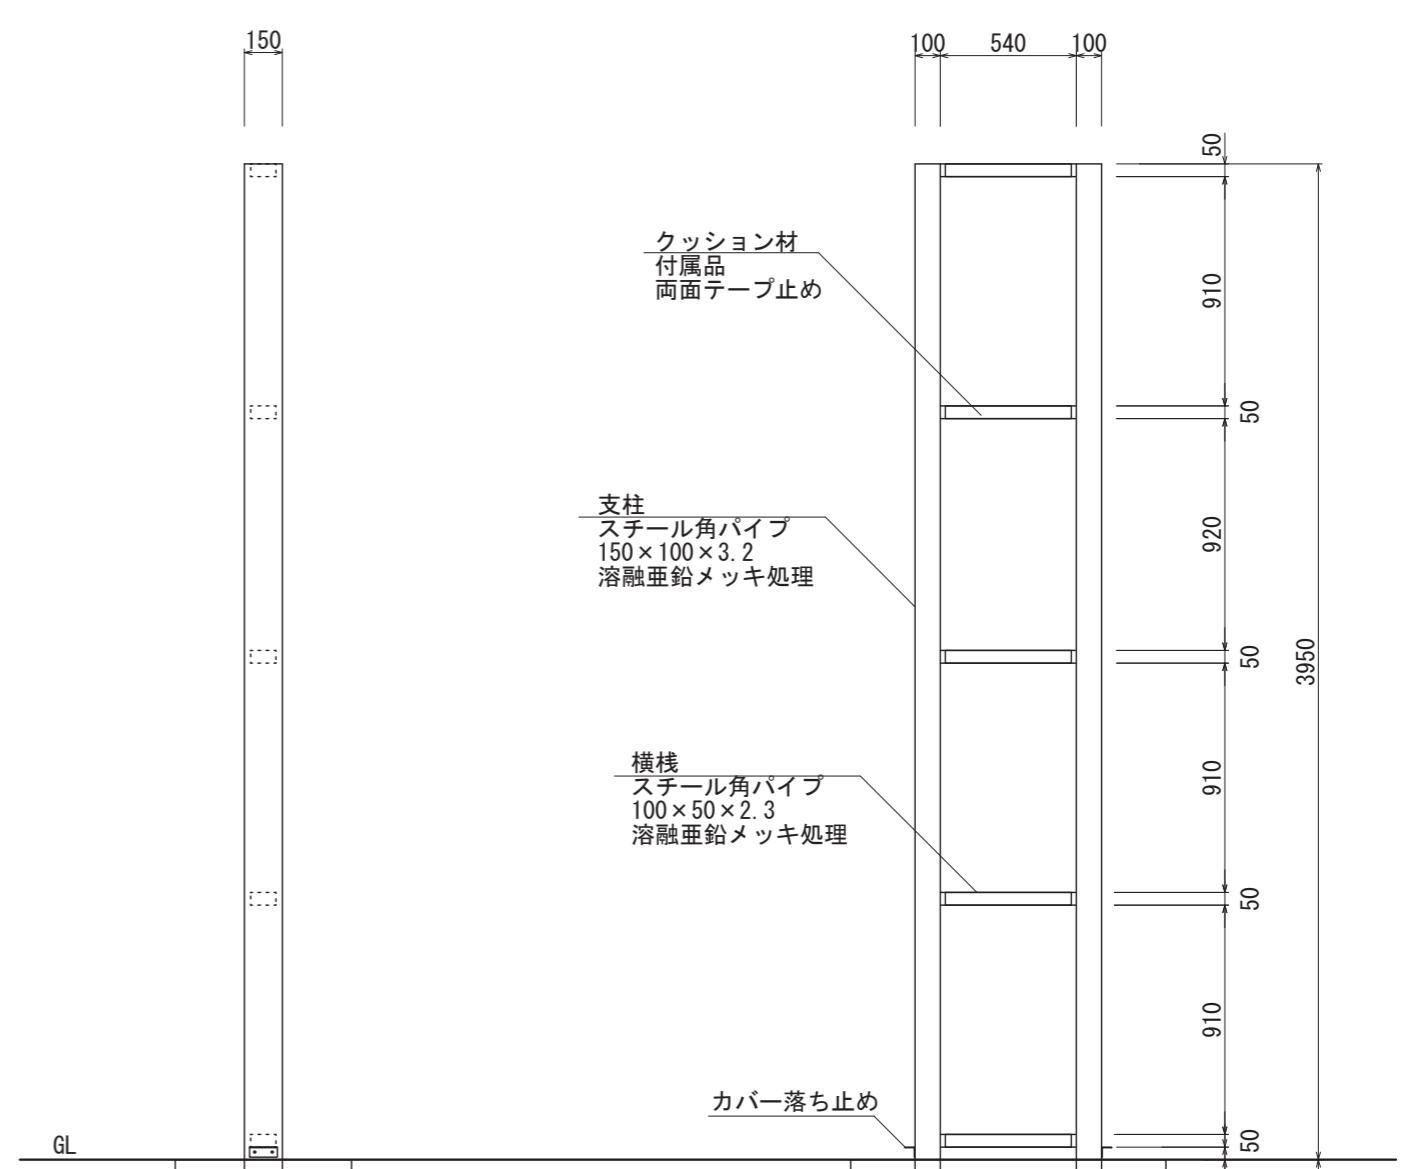 150
100
540
100
50
クッション材
付属品
両面テープ止め
910
50
支柱
スチール角パイプ
150×100×3.2
溶融亜鉛メッキ処理
920
50
3950
横桟
スチール角パイプ
100×50×2.3
溶融亜鉛メッキ処理
910
50
910
カバー落ち止め
50
GL